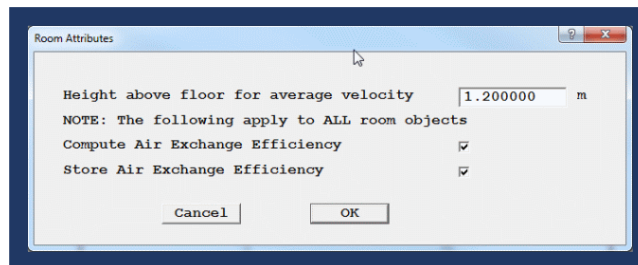 Room Attributes
? X
Height above floor for average velocity 1.200000 m
NOTE: The following apply to ALL room objects
Compute Air Exchange Efficiency
Store Air Exchange Efficiency
Cancel OK